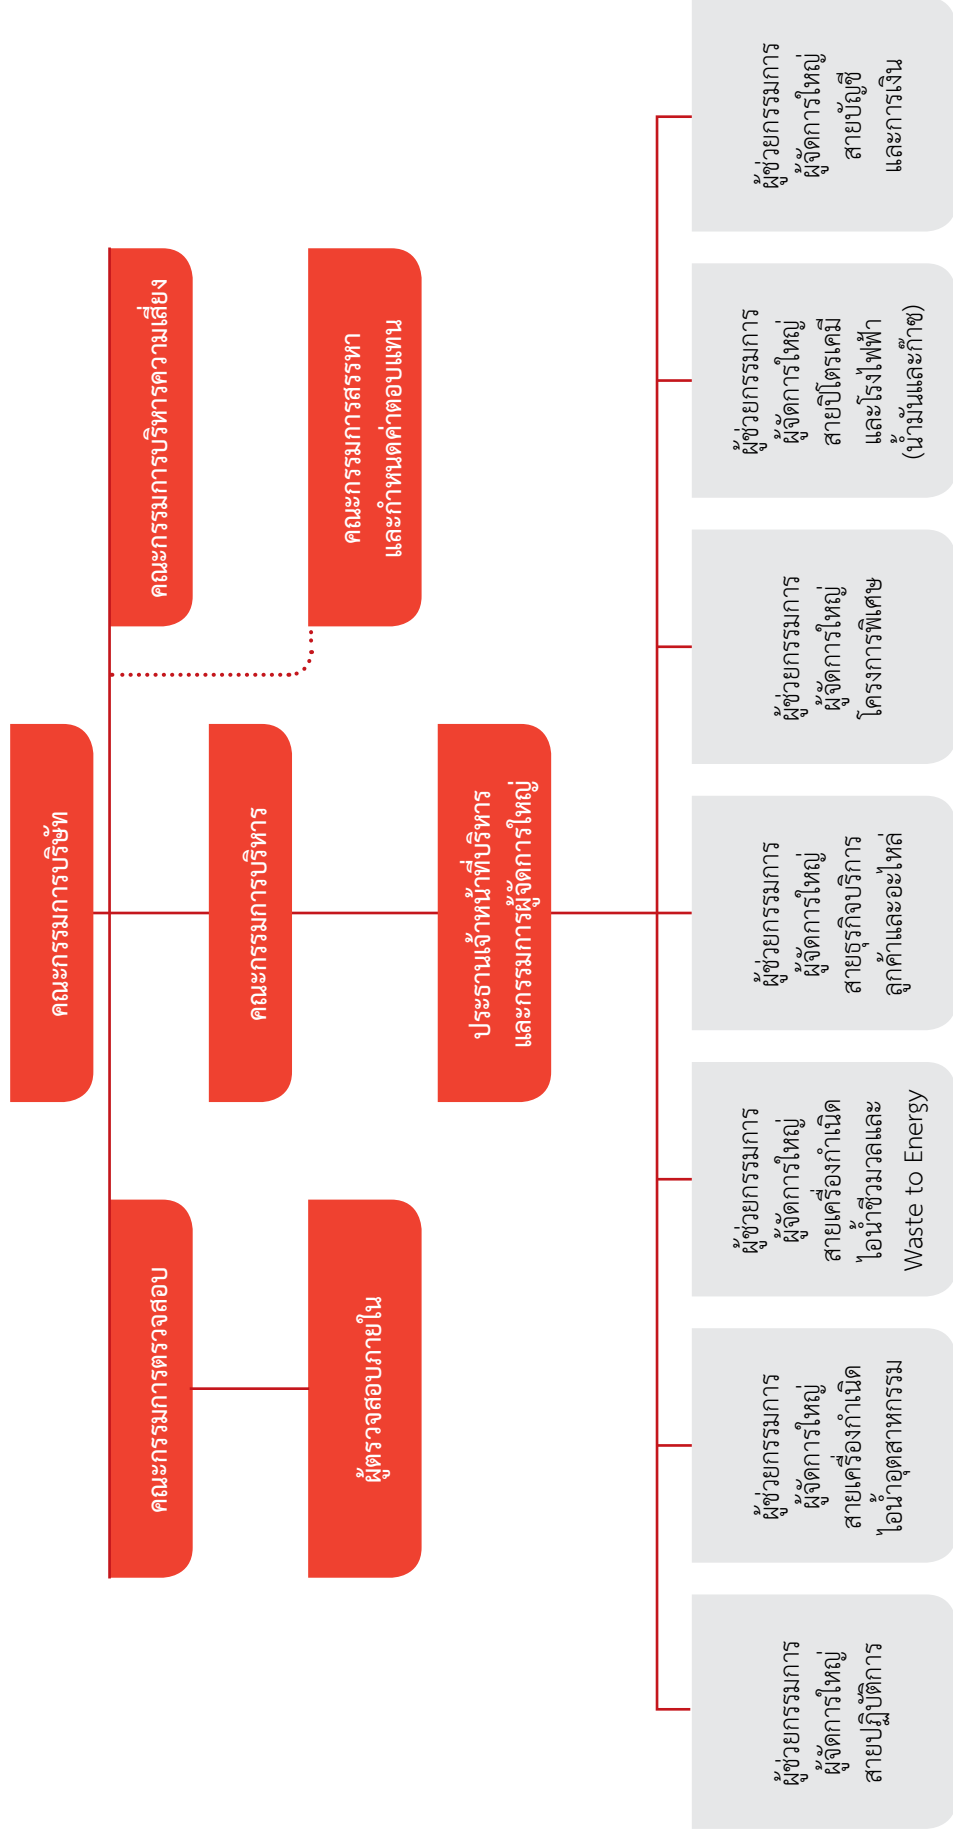 คณะกรรมการบริษัท
คณะกรรมการตรวจสอบ
คณะกรรมการบริหารความเสี่ยง
คณะกรรมการบริหาร
ผู้ตรวจสอบภายใน
คณะกรรมการสรรหา
และกำหนดค่าตอบแทน
ประธานเจ้าหน้าที่บริหาร
และกรรมการผู้จัดการใหญ่
ผู้ช่วยกรรมการ
ผู้จัดการใหญ่
สายปฏิบัติการ
ผู้ช่วยกรรมการ
ผู้จัดการใหญ่
สายเครื่องกำเนิด
ไอน้ำอุตสาหกรรม
ผู้ช่วยกรรมการ
ผู้จัดการใหญ่
สายเครื่องกำเนิด
ไอน้ำชีวมวลและ
Waste to Energy
ผู้ช่วยกรรมการ
ผู้จัดการใหญ่
สายธุรกิจบริการ
ลูกค้าและอะไหล่
ผู้ช่วยกรรมการ
ผู้จัดการใหญ่
โครงการพิเศษ
ผู้ช่วยกรรมการ
ผู้จัดการใหญ่
สายปิโตรเคมี
และโรงไฟฟ้า
(น้ำมันและก๊าซ)
ผู้ช่วยกรรมการ
ผู้จัดการใหญ่
สายบัญชี
และการเงิน